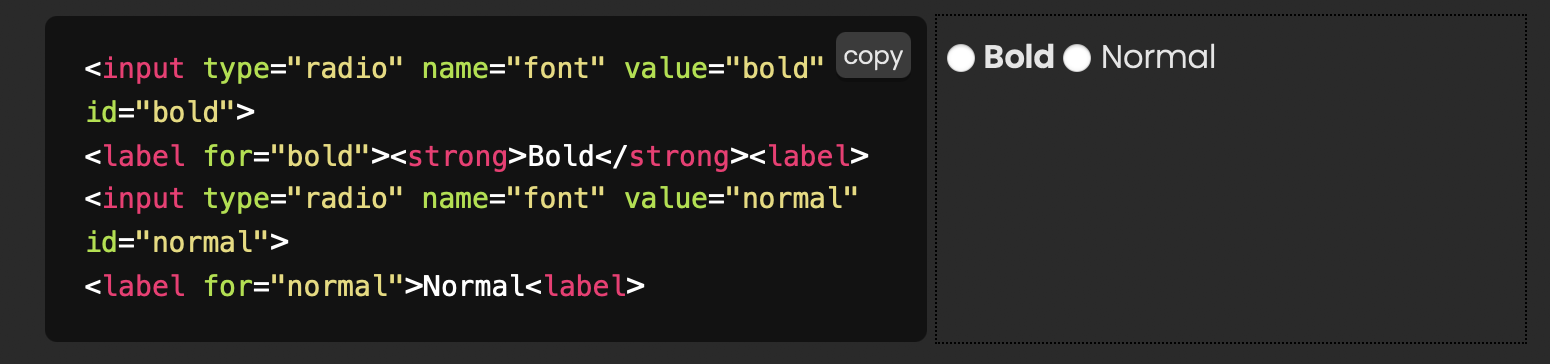 <input type="radio" name="font" value="bold"
id="bold">
<label for="bold"><strong>Bold</strong><label>
<input type="radio" name="font" value="normal"
id="normal">
<label for="normal">Normal<label>
copy
Bold Normal